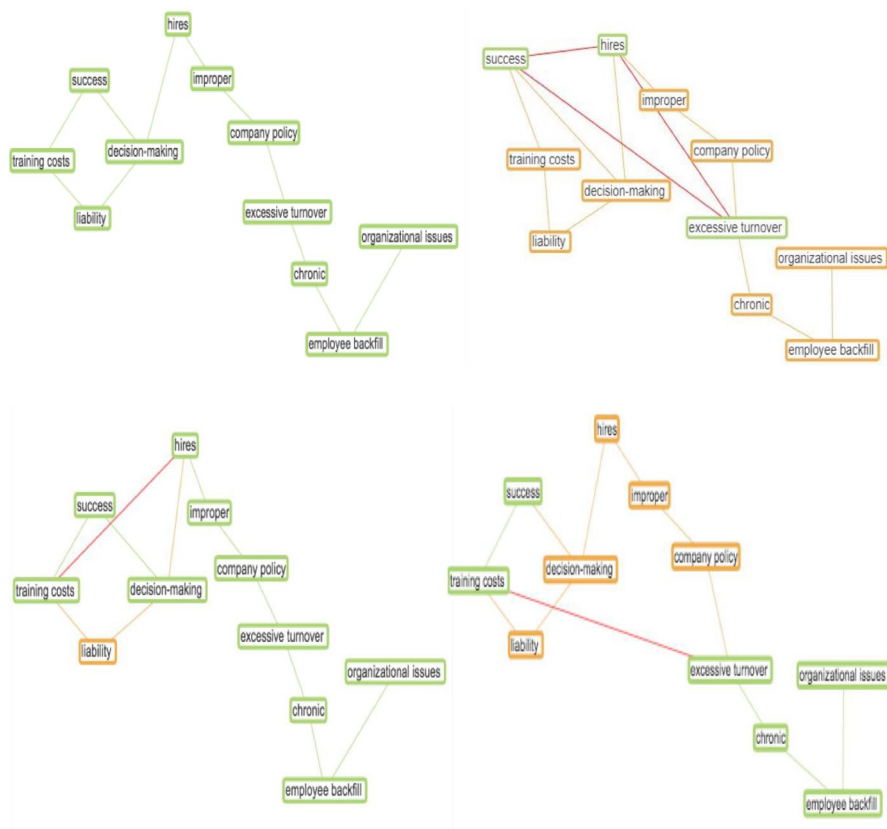 hires
success
improper
company policy
training costs
decision-making
liability
excessive turnover
organizational issues
chronic
employee backfill
hires
success
improper
company policy
training costs
decision-making
excessive turnover
liability
organizational issues
chronic
employee backfill
hires
success
improper
company policy
training costs
decision-making
excessive turnover
liability
organizational issues
chronic
employee backfill
hires
success
improper
company policy
decision-making
training costs
liability
excessive turnover
organizational issues
chronic
employee backfill